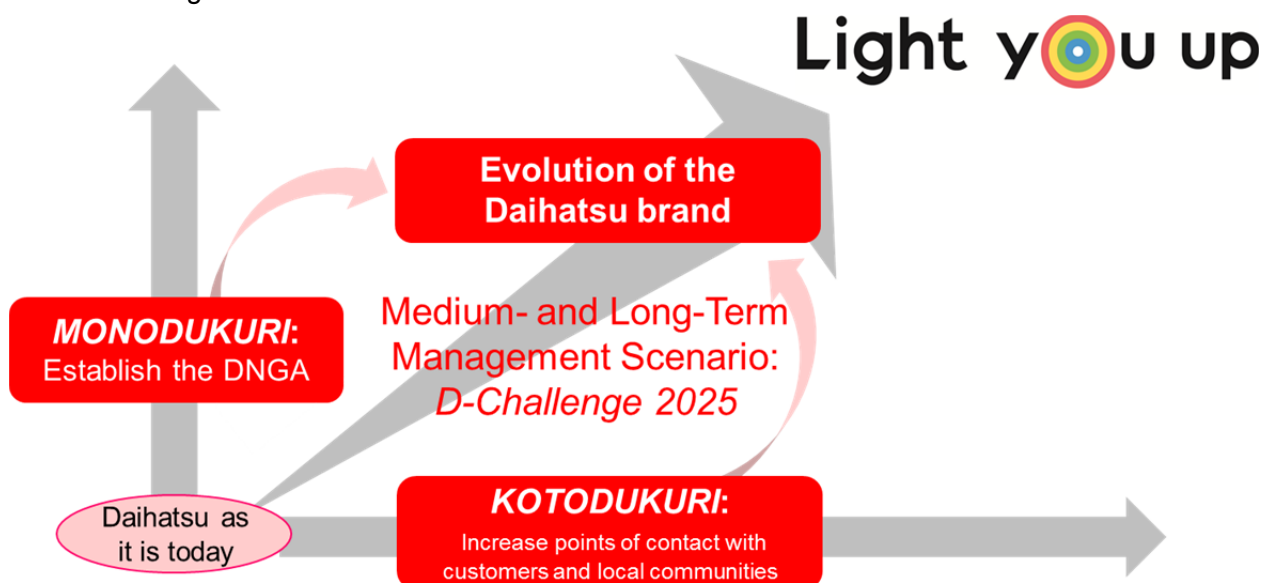 Light you up
Evolution of the
Daihatsu brand
MONODUKURI:
Establish the DNGA
Medium- and Long-Term
Management Scenario:
D-Challenge 2025
Daihatsu as
it is today
KOTODUKURI:
Increase points of contact with
customers and local communities